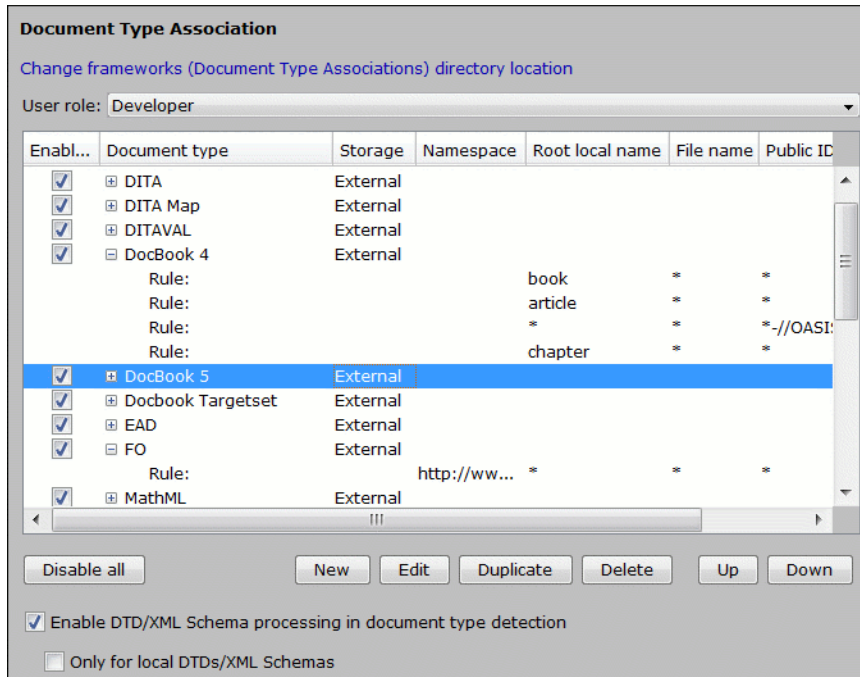 Document Type Association
Change frameworks (Document Type Associations) directory location
User role: Developer
Enabl... Document type Storage Namespace Root local name File name Public ID
DITA External
DITA Map External
DITAVAL External
DocBook 4 External
Rule: book * *
Rule: article * *
Rule: * * *-//OASI
Rule: chapter * *
DocBook 5 External
Docbook Targetset External
EAD External
FO External
Rule: http://ww... * * *
MathML External
Disable all New Edit Duplicate Delete Up Down
Enable DTD/XML Schema processing in document type detection
Only for local DTDs/XML Schemas